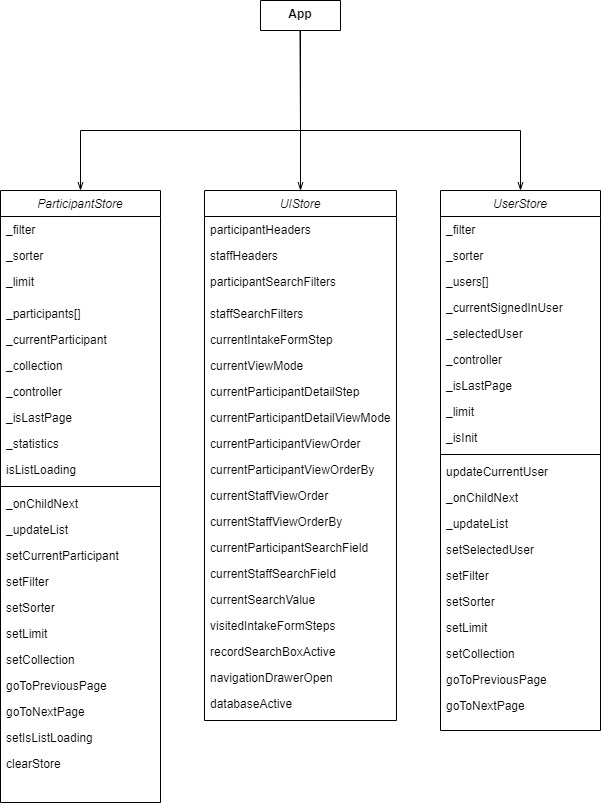 App
ParticipantStore
_filter
_sorter
_limit
_participants[]
_currentParticipant
_collection
_controller
_isLastPage
_statistics
isListLoading
_onChildNext
_updateList
setCurrentParticipant
setFilter
setSorter
setLimit
setCollection
goToPreviousPage
goToNextPage
setIsListLoading
clearStore
UIStore
participantHeaders
staffHeaders
participantSearchFilters
staffSearchFilters
currentIntakeFormStep
currentViewMode
currentParticipantDetailStep
currentParticipantDetailViewMode
currentParticipantViewOrder
currentParticipantViewOrderBy
currentStaffViewOrder
currentStaffViewOrderBy
currentParticipantSearchField
currentStaffSearchField
currentSearchValue
visitedIntakeFormSteps
recordSearchBoxActive
navigationDrawerOpen
databaseActive
UserStore
_filter
_sorter
_users[]
_currentSignedInUser
_selectedUser
_controller
_isLastPage
_limit
_isInit
updateCurrentUser
_onChildNext
_updateList
setSelectedUser
setFilter
setSorter
setLimit
setCollection
goToPreviousPage
goToNextPage